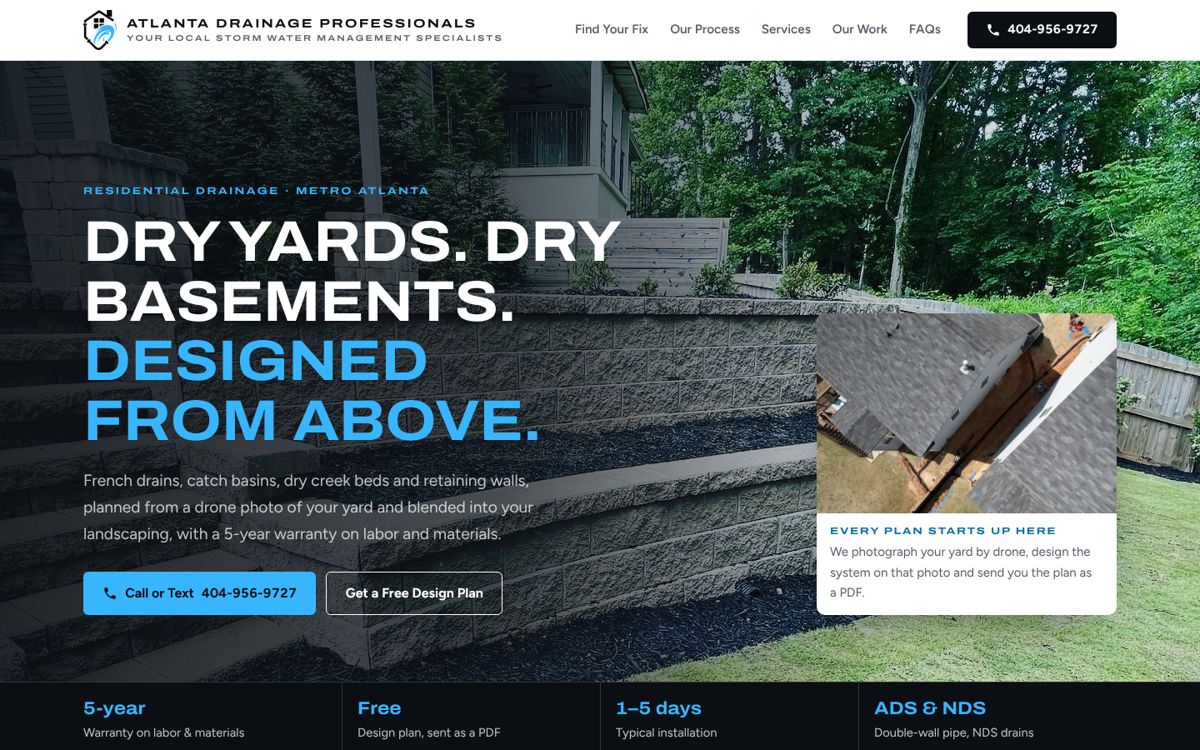 ATLANTA DRAINAGE PROFESSIONALS
YOUR LOCAL STORM WATER MANAGEMENT SPECIALISTS
Find Your Fix
Our Process
Services
Our Work
FAQs
404-956-9727
RESIDENTIAL DRAINAGE · METRO ATLANTA
DRY YARDS. DRY
BASEMENTS.
DESIGNED
FROM ABOVE.
French drains, catch basins, dry creek beds and retaining walls,
planned from a drone photo of your yard and blended into your
landscaping, with a 5-year warranty on labor and materials.
Call or Text 404-956-9727
Get a Free Design Plan
EVERY PLAN STARTS UP HERE
We photograph your yard by drone, design the
system on that photo and send you the plan as
a PDF.
5-year
Warranty on labor & materials
Free
Design plan, sent as a PDF
1–5 days
Typical installation
ADS & NDS
Double-wall pipe, NDS drains